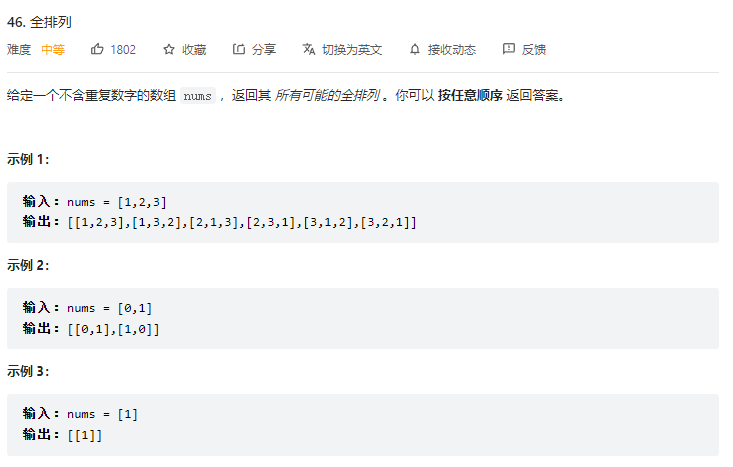 46. 全排列
难度 中等 1802 收藏 分享 切换为英文 接收动态 反馈
给定一个不含重复数字的数组 nums ，返回其 所有可能的全排列 。你可以 按任意顺序 返回答案。
示例 1：
输入：nums = [1,2,3]
输出：[[1,2,3],[1,3,2],[2,1,3],[2,3,1],[3,1,2],[3,2,1]]
示例 2：
输入：nums = [0,1]
输出：[[0,1],[1,0]]
示例 3：
输入：nums = [1]
输出：[[1]]